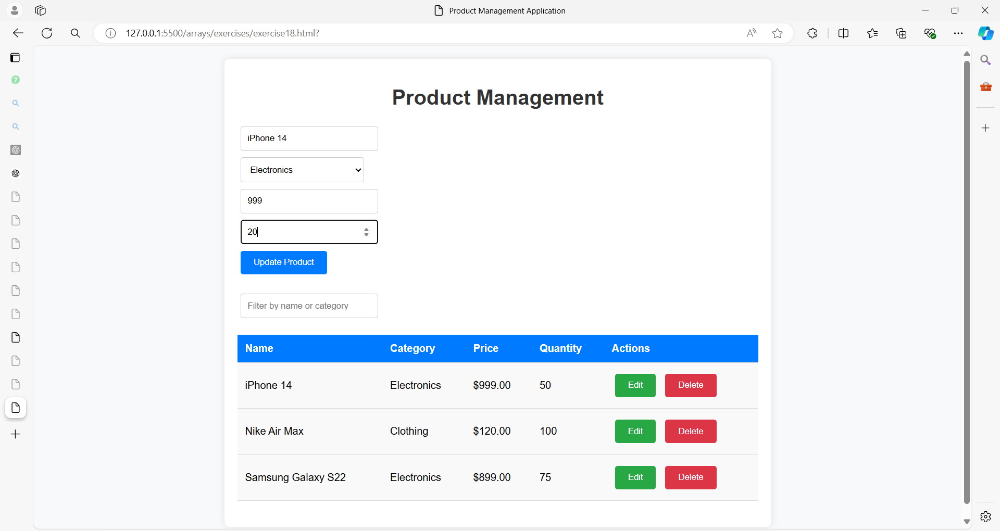 Product Management Application
127.0.0.1:5500/arrays/exercises/exercise18.html?
Product Management
iPhone 14
Electronics
999
20
Update Product
Filter by name or category
Name Category Price Quantity Actions
iPhone 14 Electronics $999.00 50 Edit Delete
Nike Air Max Clothing $120.00 100 Edit Delete
Samsung Galaxy S22 Electronics $899.00 75 Edit Delete